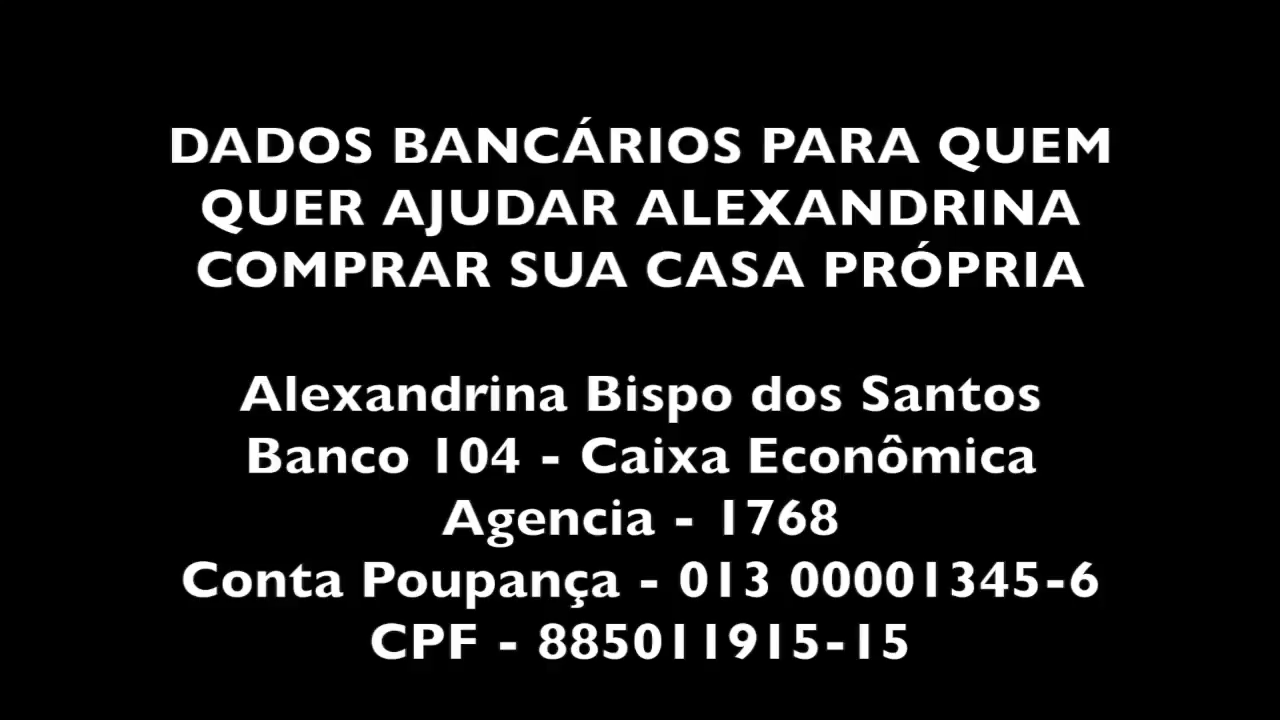 DADOS BANCÁRIOS PARA QUEM
QUER AJUDAR ALEXANDRINA
COMPRAR SUA CASA PRÓPRIA
Alexandrina Bispo dos Santos
Banco 104 - Caixa Econômica
Agencia - 1768
Conta Poupança - 013 00001345-6
CPF - 885011915-15